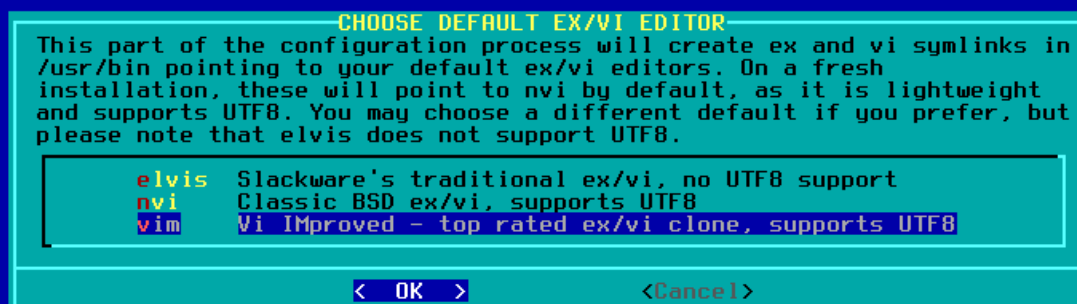 CHOOSE DEFAULT EX/VI EDITOR
This part of the configuration process will create ex and vi symlinks in
/usr/bin pointing to your default ex/vi editors. On a fresh
installation, these will point to nvi by default, as it is lightweight
and supports UTF8. You may choose a different default if you prefer, but
please note that elvis does not support UTF8.
elvis Slackware's traditional ex/vi, no UTF8 support
nvi Classic BSD ex/vi, supports UTF8
vim Vi IMproved - top rated ex/vi clone, supports UTF8
< OK > <Cancel>